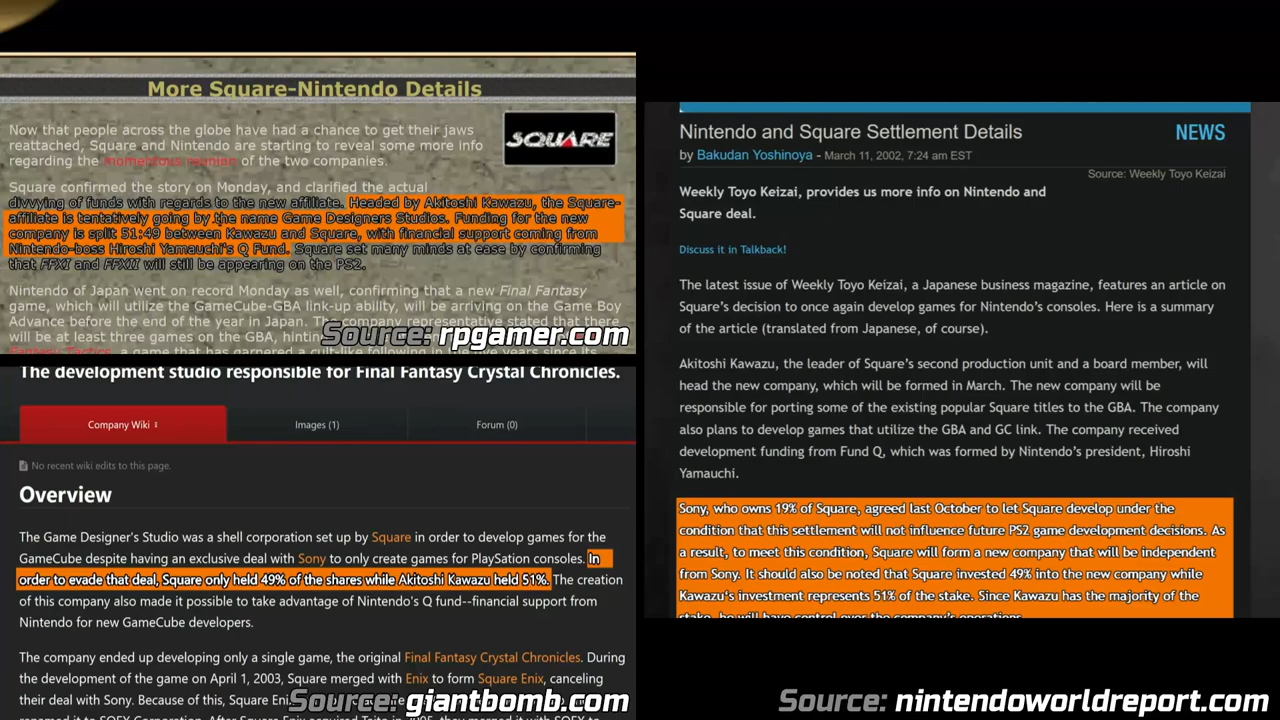 More Square-Nintendo Details
Now that people across the globe have had a chance to get their jaws
reattached, Square and Nintendo are starting to reveal some more info
regarding the momentous reunion of the two companies.
SQUARE
Square confirmed the story on Monday, and clarified the actual
divvying of funds with regards to the new affiliate. Headed by Akitoshi Kawazu, the Square-
affiliate is tentatively going by the name Game Designers Studios. Funding for the new
company is split 51:49 between Kawazu and Square, with financial support coming from
Nintendo-boss Hiroshi Yamauchi's Q Fund. Square set many minds at ease by confirming
that FFXI and FFXII will still be appearing on the PS2.
Nintendo of Japan went on record Monday as well, confirming that a new Final Fantasy
game, which will utilize the GameCube-GBA link-up ability, will be arriving on the Game Boy
Advance before the end of the year in Japan. The company representative stated that there
will be at least three games on the GBA,
Source: rpgamer.com
The development studio responsible for Final Fantasy Crystal Chronicles.
Company Wiki
Images (1)
Forum (0)
No recent wiki edits to this page.
Overview
The Game Designer's Studio was a shell corporation set up by Square in order to develop games for the
GameCube despite having an exclusive deal with Sony to only create games for PlaySation consoles. In
order to evade that deal, Square only held 49% of the shares while Akitoshi Kawazu held 51%. The creation
of this company also made it possible to take advantage of Nintendo's Q fund--financial support from
Nintendo for new GameCube developers.
The company ended up developing only a single game, the original Final Fantasy Crystal Chronicles. During
the development of the game on April 1, 2003, Square merged with Enix to form Square Enix, canceling
their deal with Sony. Because of this, Square
Source: giantbomb.com
Nintendo and Square Settlement Details
NEWS
by Bakudan Yoshinoya - March 11, 2002, 7:24 am EST
Source: Weekly Toyo Keizai
Weekly Toyo Keizai, provides us more info on Nintendo and
Square deal.
Discuss it in Talkback!
The latest issue of Weekly Toyo Keizai, a Japanese business magazine, features an article on
Square's decision to once again develop games for Nintendo's consoles. Here is a summary
of the article (translated from Japanese, of course).
Akitoshi Kawazu, the leader of Square's second production unit and a board member, will
head the new company, which will be formed in March. The new company will be
responsible for porting some of the existing popular Square titles to the GBA. The company
also plans to develop games that utilize the GBA and GC link. The company received
development funding from Fund Q, which was formed by Nintendo's president, Hiroshi
Yamauchi.
Sony, who owns 19% of Square, agreed last October to let Square develop under the
condition that this settlement will not influence future PS2 game development decisions. As
a result, to meet this condition, Square will form a new company that will be independent
from Sony. It should also be noted that Square invested 49% into the new company while
Kawazu's investment represents 51% of the stake. Since Kawazu has the majority of the
stake, he will have control over the company's operations.
Source: nintendoworldreport.com